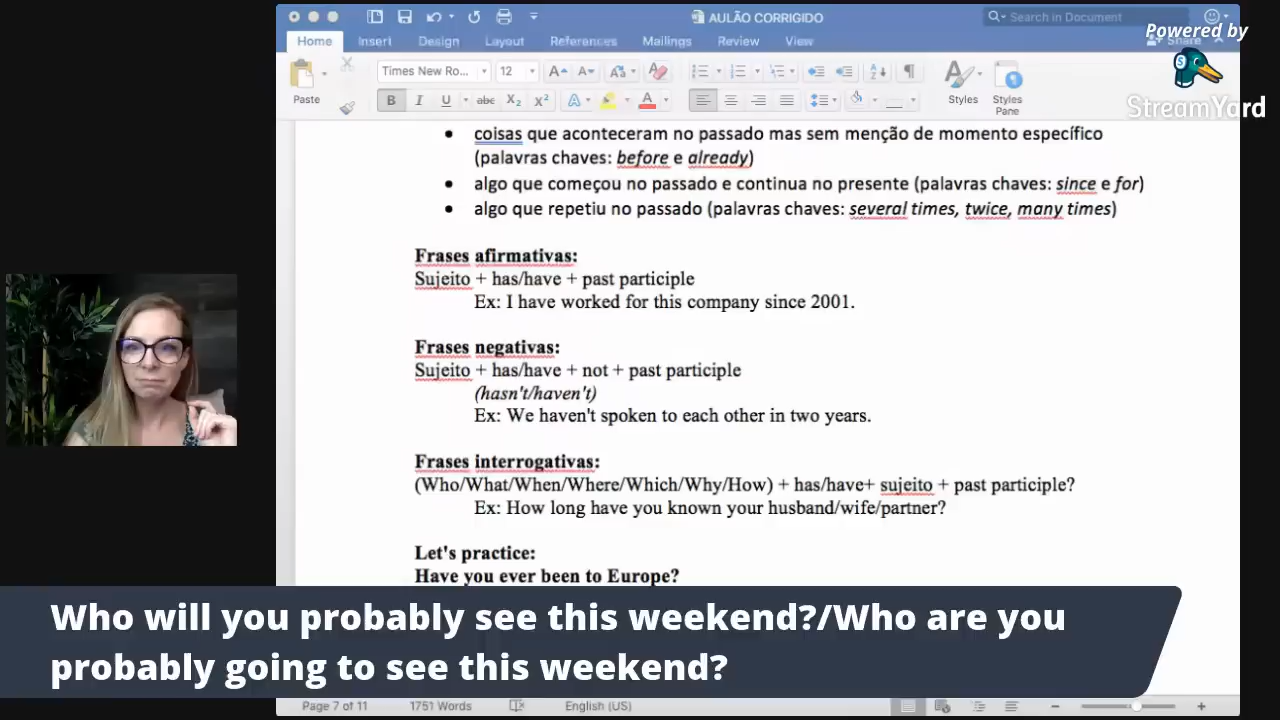 AULÃO CORRIGIDO
Search in Document
Powered by
Home Insert Design Layout References Mailings Review View
Share
StreamYard
Paste
Times New Ro...
12
B I U abc X₂ X²
Styles
Styles Pane
coisas que aconteceram no passado mas sem menção de momento específico
(palavras chaves: before e already)
algo que começou no passado e continua no presente (palavras chaves: since e for)
algo que repetiu no passado (palavras chaves: several times, twice, many times)
Frases afirmativas:
Sujeito + has/have + past participle
Ex: I have worked for this company since 2001.
Frases negativas:
Sujeito + has/have + not + past participle
(hasn't/haven't)
Ex: We haven't spoken to each other in two years.
Frases interrogativas:
(Who/What/When/Where/Which/Why/How) + has/have+ sujeito + past participle?
Ex: How long have you known your husband/wife/partner?
Let's practice:
Have you ever been to Europe?
Who will you probably see this weekend?/Who are you
probably going to see this weekend?
Page 7 of 11 1751 Words English (US)